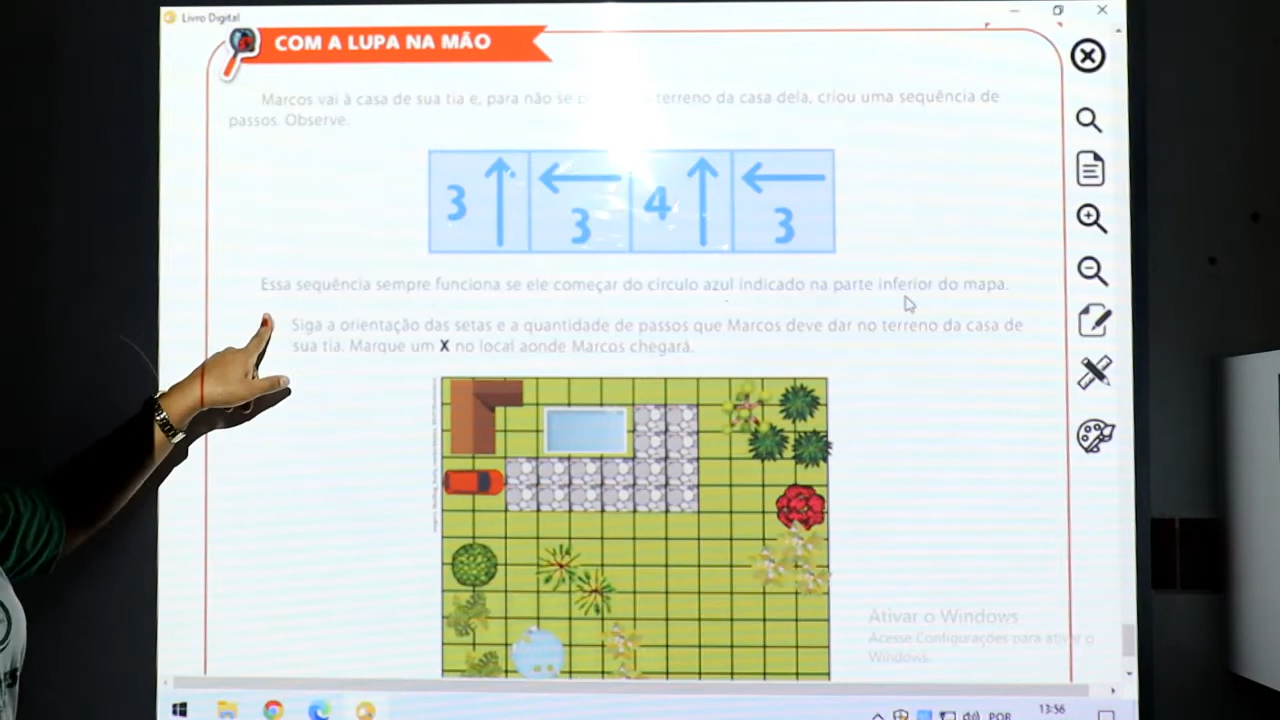 Livro Digital
COM A LUPA NA MÃO
Marcos vai à casa de sua tia e, para não se terreno da casa dela, criou uma sequência de
passos. Observe.
3 3 4 3
Essa sequência sempre funciona se ele começar do círculo azul indicado na parte inferior do mapa.
Siga a orientação das setas e a quantidade de passos que Marcos deve dar no terreno da casa de
sua tia. Marque um X no local aonde Marcos chegará.
Ativar o Windows
Acesse Configurações para ativar o
Windows.
POR
13:56